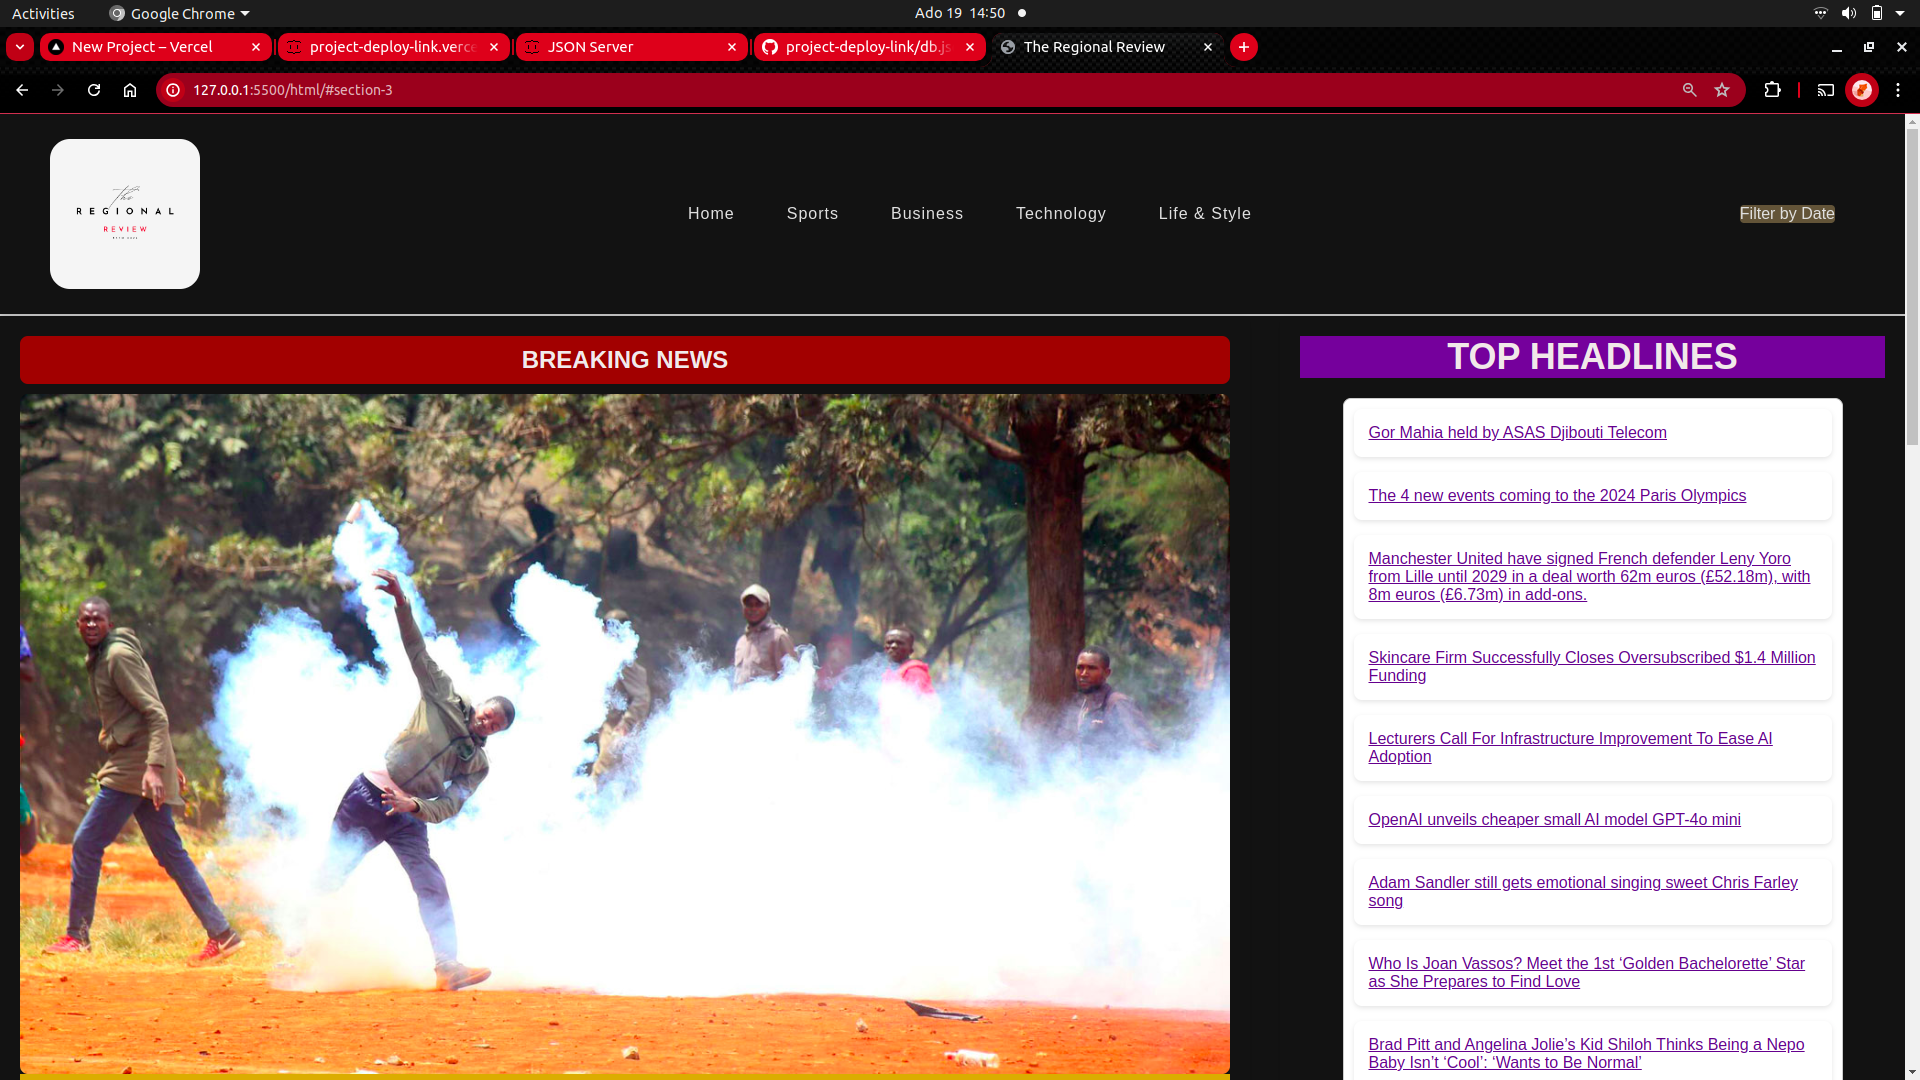 Activities
Google Chrome
Ado 19 14:50
New Project – Vercel
project-deploy-link.verce
JSON Server
project-deploy-link/db.js
The Regional Review
127.0.0.1:5500/html/#section-3
the
REGIONAL
REVIEW
Home
Sports
Business
Technology
Life & Style
Filter by Date
BREAKING NEWS
TOP HEADLINES
Gor Mahia held by ASAS Djibouti Telecom
The 4 new events coming to the 2024 Paris Olympics
Manchester United have signed French defender Leny Yoro
from Lille until 2029 in a deal worth 62m euros (£52.18m), with
8m euros (£6.73m) in add-ons.
Skincare Firm Successfully Closes Oversubscribed $1.4 Million
Funding
Lecturers Call For Infrastructure Improvement To Ease AI
Adoption
OpenAI unveils cheaper small AI model GPT-4o mini
Adam Sandler still gets emotional singing sweet Chris Farley
song
Who Is Joan Vassos? Meet the 1st ‘Golden Bachelorette’ Star
as She Prepares to Find Love
Brad Pitt and Angelina Jolie’s Kid Shiloh Thinks Being a Nepo
Baby Isn’t ‘Cool’: ‘Wants to Be Normal’